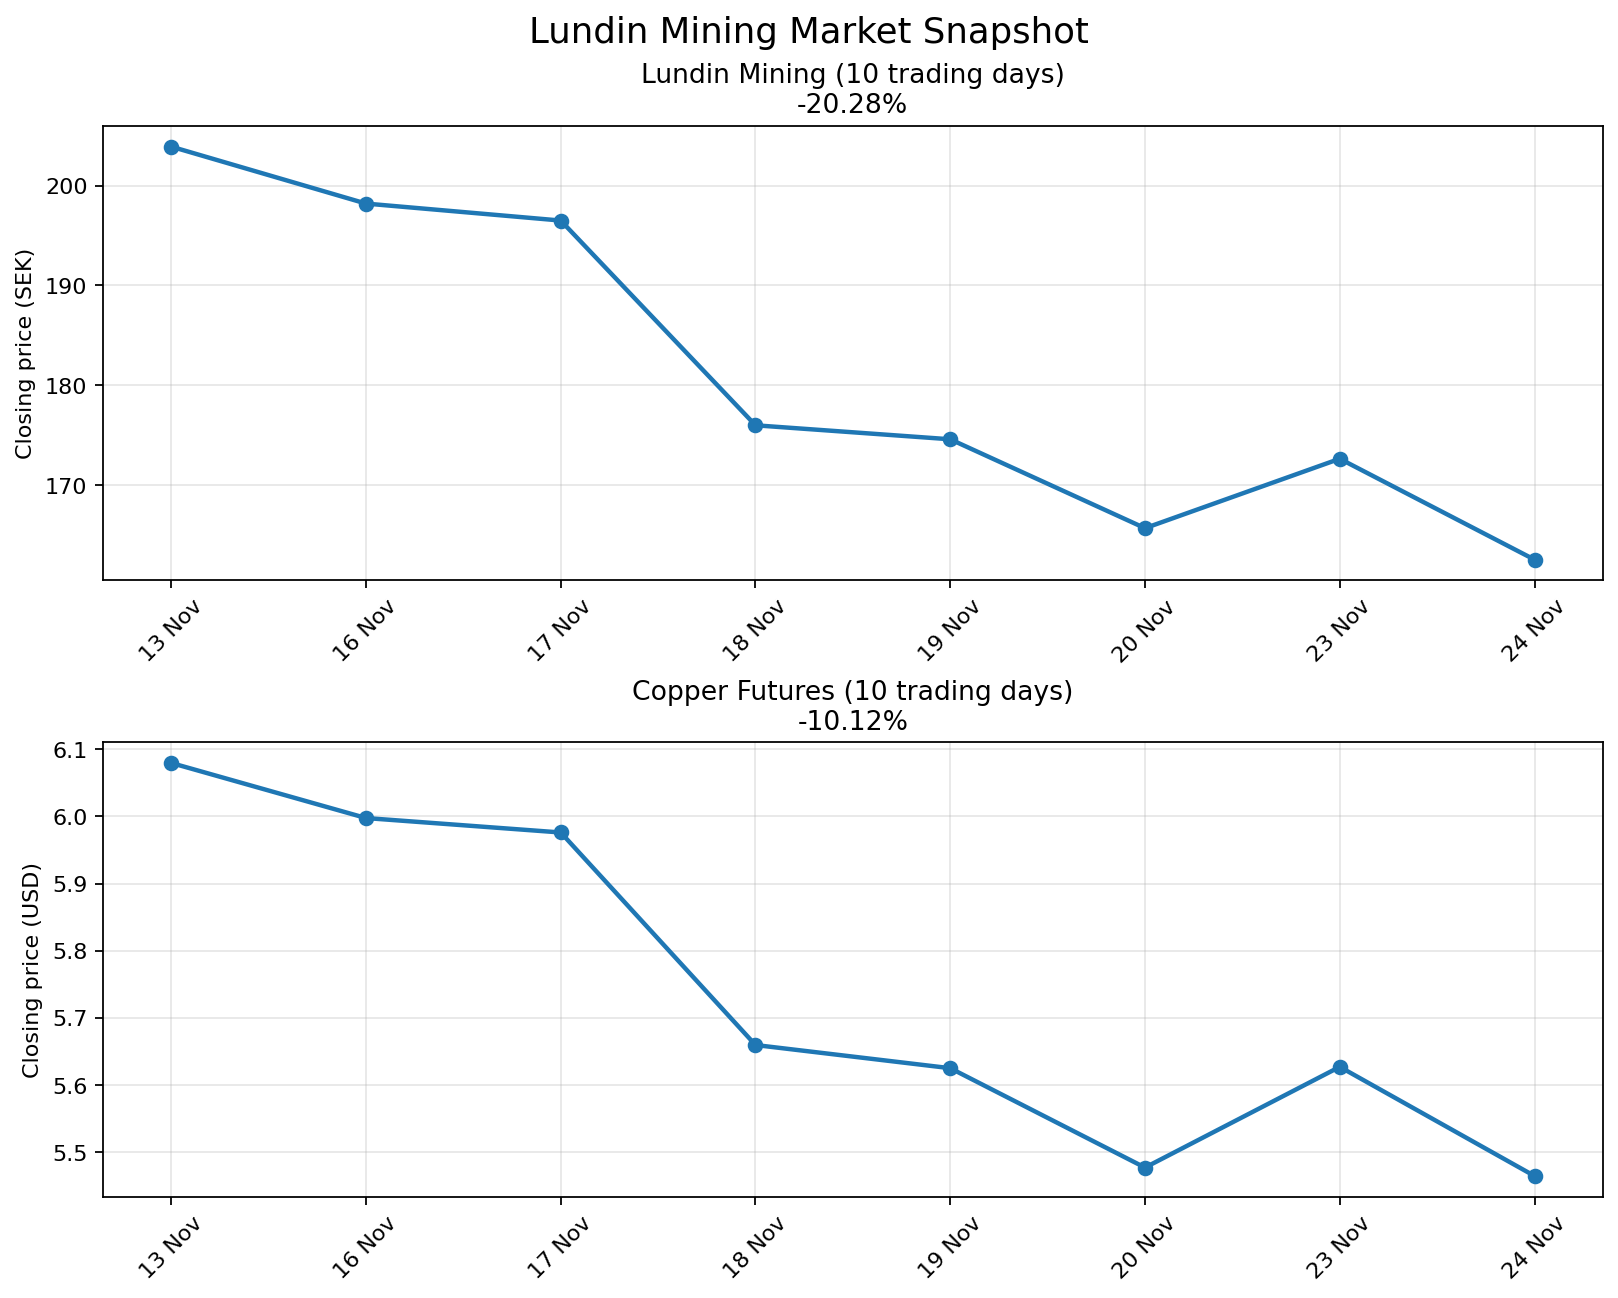 Lundin Mining Market Snapshot
Lundin Mining (10 trading days)
-20.28%
Closing price (SEK)
200
190
180
170
13 Nov
16 Nov
17 Nov
18 Nov
19 Nov
20 Nov
23 Nov
24 Nov
Copper Futures (10 trading days)
-10.12%
Closing price (USD)
6.1
6.0
5.9
5.8
5.7
5.6
5.5
13 Nov
16 Nov
17 Nov
18 Nov
19 Nov
20 Nov
23 Nov
24 Nov